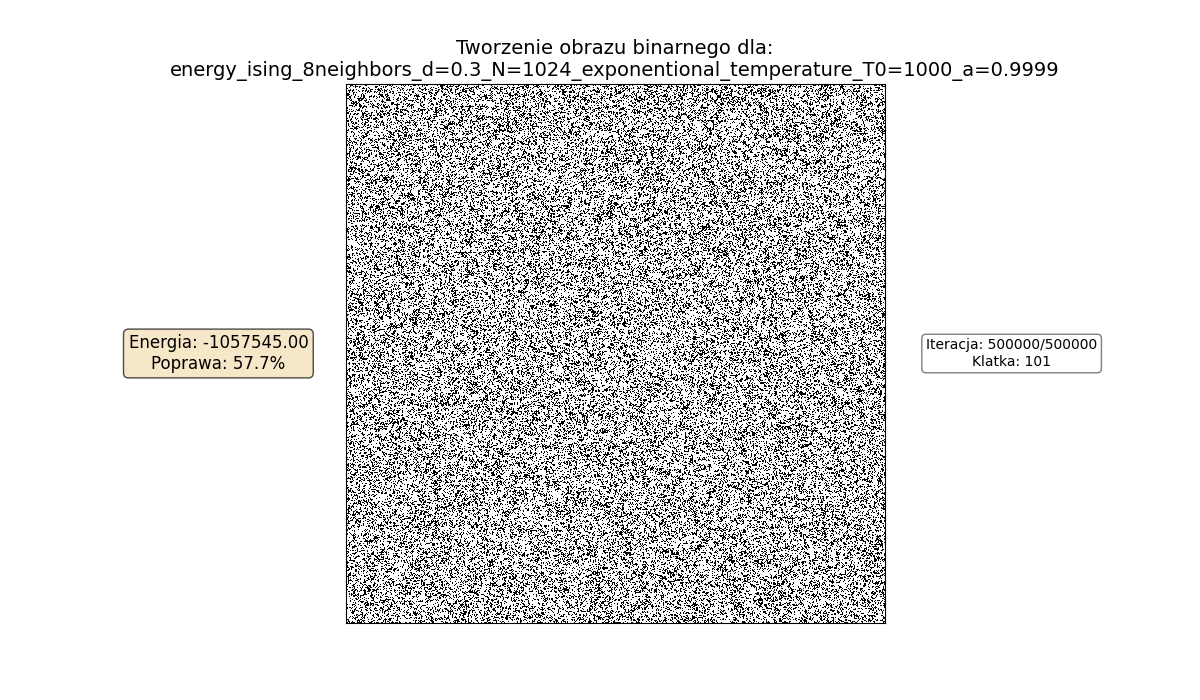 Tworzenie obrazu binarnego dla:
energy_ising_8neighbors_d=0.3_N=1024_exponentional_temperature_T0=1000_a=0.9999
Energia: -1057545.00
Poprawa: 57.7%
Iteracja: 500000/500000
Klatka: 101